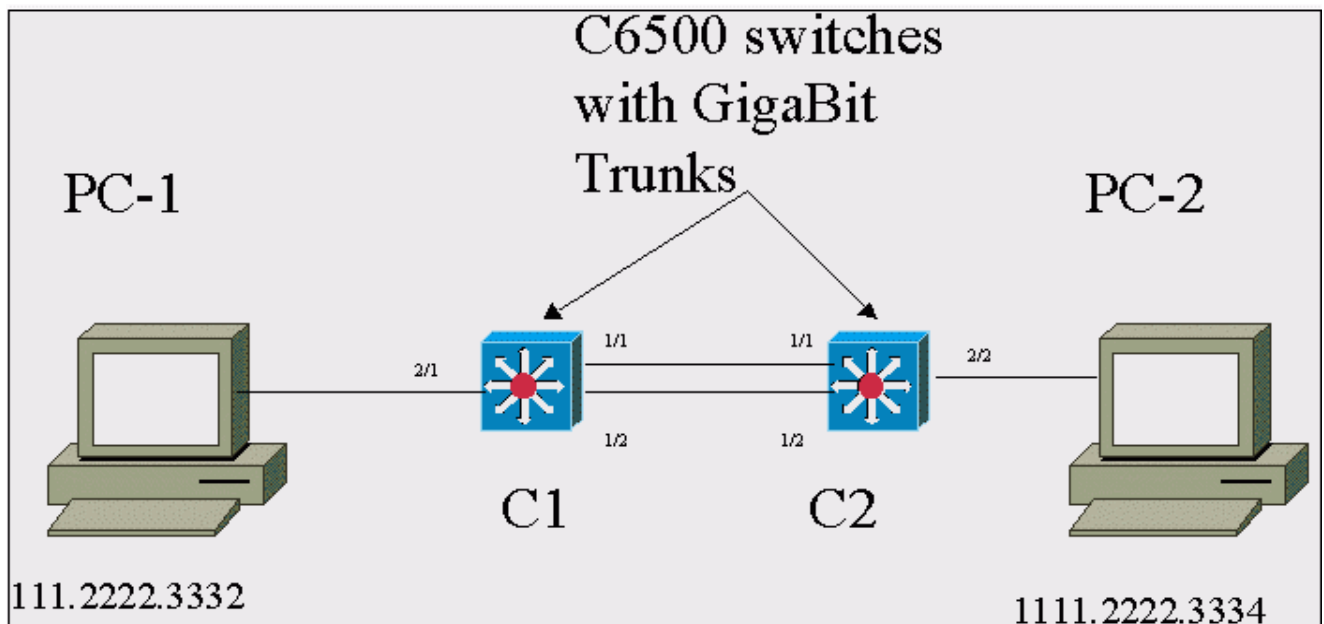 C6500 switches
with GigaBit
Trunks
PC-1
PC-2
2/1
1/1
1/1
2/2
1/2
1/2
C1
C2
111.2222.3332
1111.2222.3334